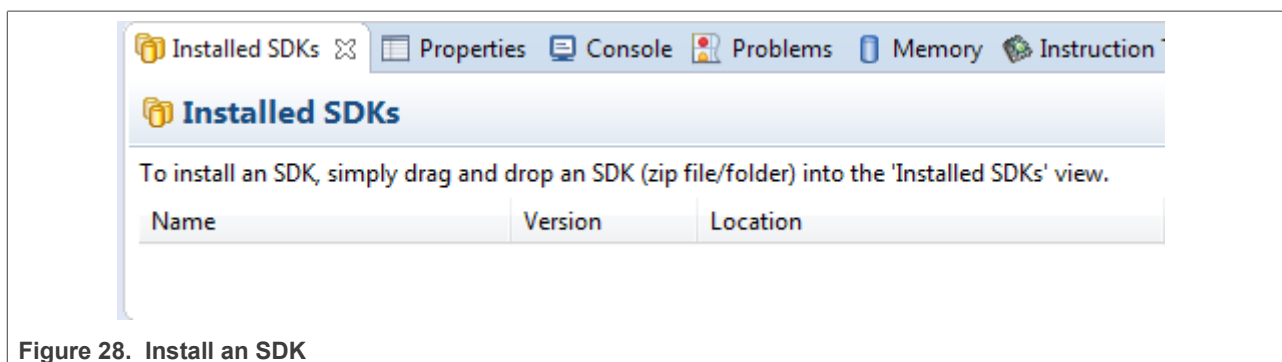 Installed SDKs Properties Console Problems Memory Instruction
Installed SDKs
To install an SDK, simply drag and drop an SDK (zip file/folder) into the 'Installed SDKs' view.
Name Version Location
Figure 28. Install an SDK